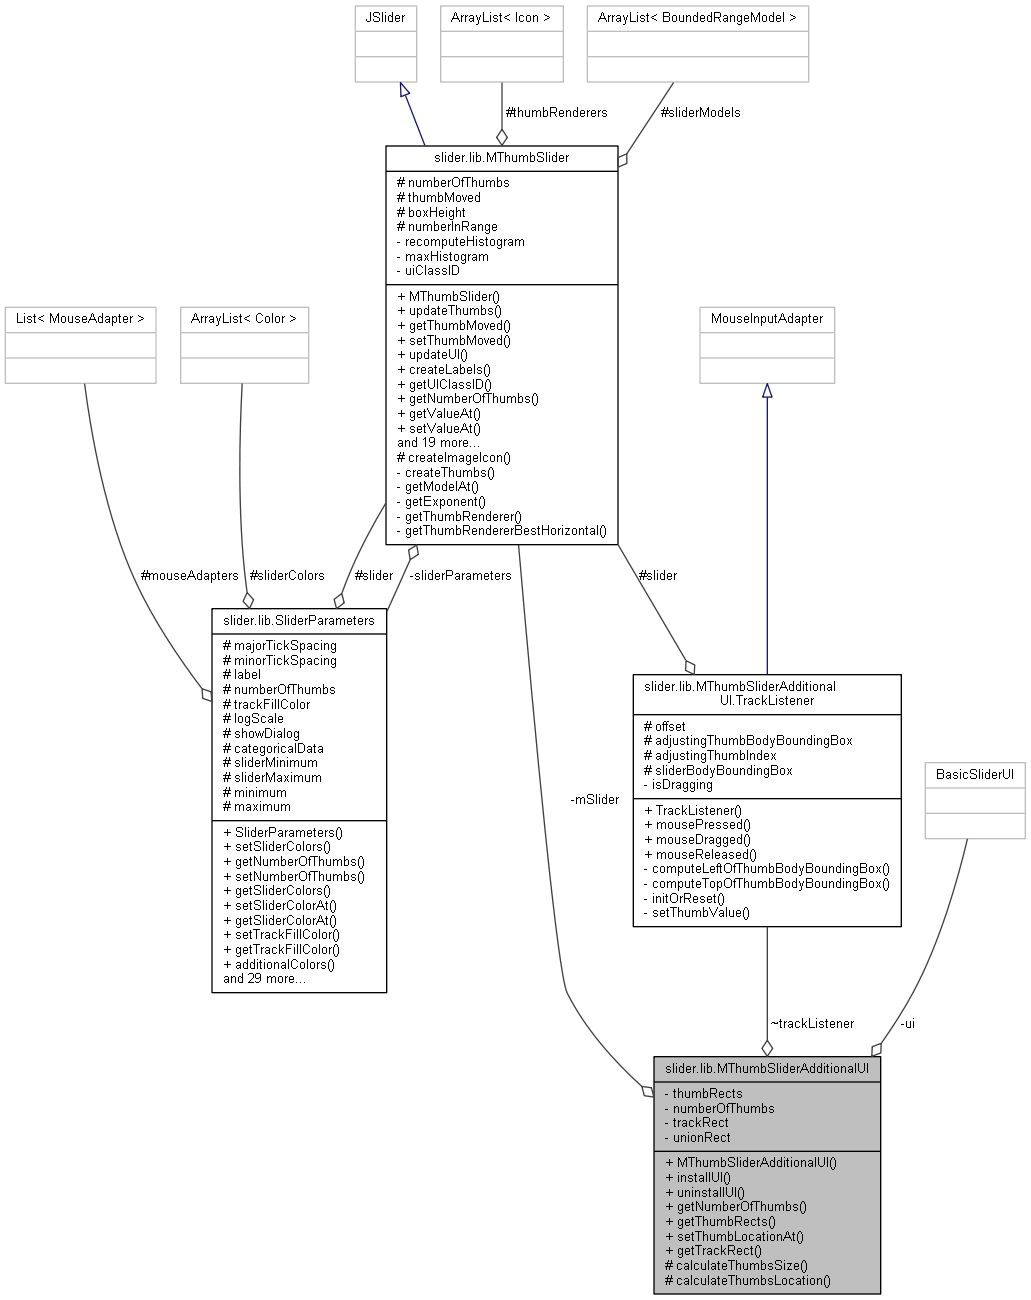 JSlider
ArrayList< Icon >
ArrayList< BoundedRangeModel >
#thumbRenderers
#sliderModels
slider.lib.MThumbSlider
# numberOfThumbs
# thumbMoved
# boxHeight
# numberInRange
- recomputeHistogram
- maxHistogram
- uiClassID
+ MThumbSlider()
+ updateThumbs()
+ getThumbMoved()
+ setThumbMoved()
+ updateUI()
+ createLabels()
+ getUIClassID()
+ getNumberOfThumbs()
+ getValueAt()
+ setValueAt()
and 19 more...
# createImageIcon()
- createThumbs()
- getModelAt()
- getExponent()
- getThumbRenderer()
- getThumbRendererBestHorizontal()
List< MouseAdapter >
ArrayList< Color >
MouseInputAdapter
#mouseAdapters
#sliderColors
#slider
-sliderParameters
#slider
slider.lib.SliderParameters
# majorTickSpacing
# minorTickSpacing
# label
# numberOfThumbs
# trackFillColor
# logScale
# showDialog
# categoricalData
# sliderMinimum
# sliderMaximum
# minimum
# maximum
+ SliderParameters()
+ setSliderColors()
+ getNumberOfThumbs()
+ setNumberOfThumbs()
+ getSliderColors()
+ setSliderColorAt()
+ getSliderColorAt()
+ setTrackFillColor()
+ getTrackFillColor()
+ additionalColors()
and 29 more...
slider.lib.MThumbSliderAdditional
UI.TrackListener
# offset
# adjustingThumbBodyBoundingBox
# adjustingThumbIndex
# sliderBodyBoundingBox
- isDragging
+ TrackListener()
+ mousePressed()
+ mouseDragged()
+ mouseReleased()
- computeLeftOfThumbBodyBoundingBox()
- computeTopOfThumbBodyBoundingBox()
- initOrReset()
- setThumbValue()
BasicSliderUI
-mSlider
~trackListener
-ui
slider.lib.MThumbSliderAdditionalUI
- thumbRects
- numberOfThumbs
- trackRect
- unionRect
+ MThumbSliderAdditionalUI()
+ installUI()
+ uninstallUI()
+ getNumberOfThumbs()
+ getThumbRects()
+ setThumbLocationAt()
+ getTrackRect()
# calculateThumbsSize()
# calculateThumbsLocation()